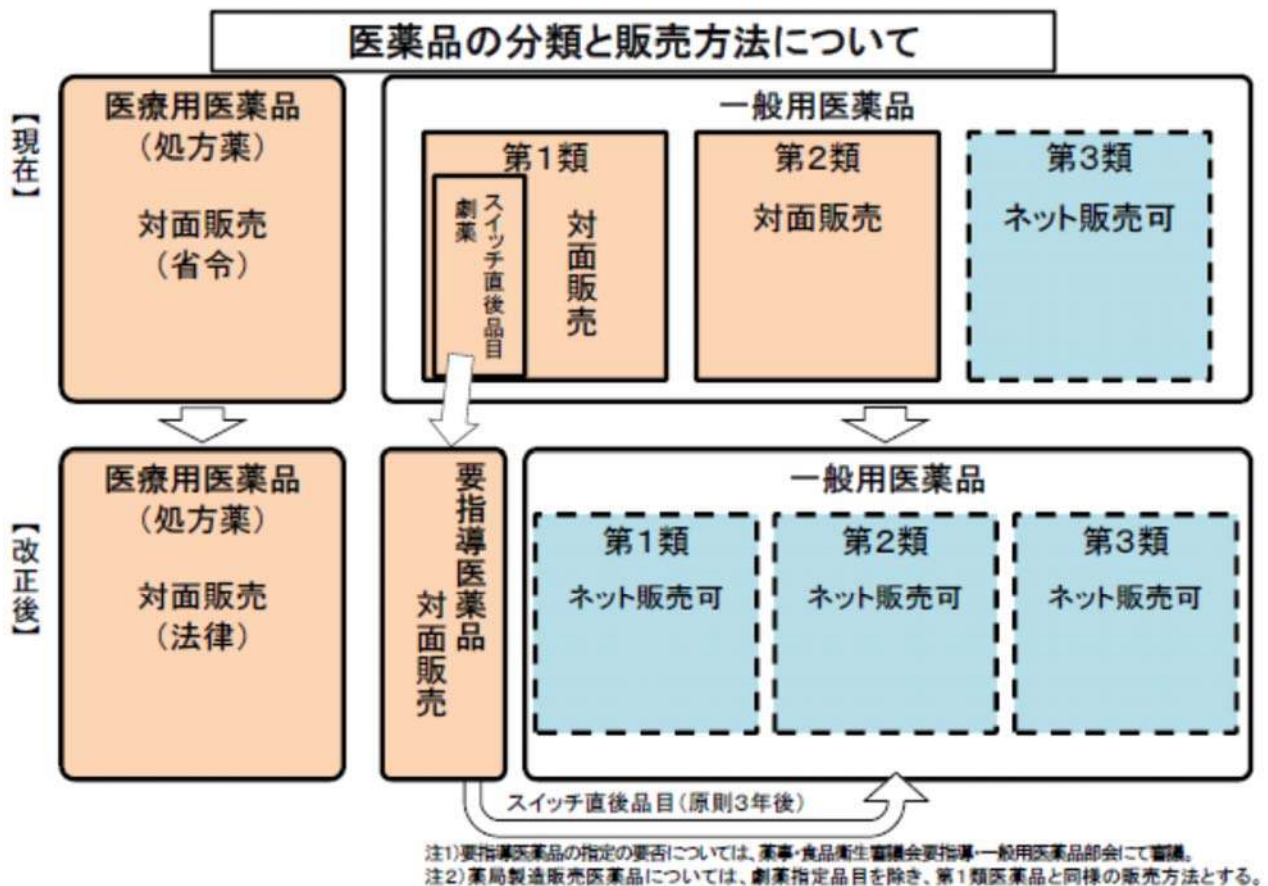 医薬品の分類と販売方法について
【現在】
医療用医薬品
（処方薬）
対面販売
（省令）
一般用医薬品
第１類
スイッチ直後品目
劇薬
対面販売
第２類
対面販売
第３類
ネット販売可
【改正後】
医療用医薬品
（処方薬）
対面販売
（法律）
要指導医薬品
対面販売
一般用医薬品
第１類
ネット販売可
第２類
ネット販売可
第３類
ネット販売可
スイッチ直後品目（原則３年後）
注１）要指導医薬品の指定の要否については、薬事・食品衛生審議会要指導・一般用医薬品部会にて審議。
注２）薬局製造販売医薬品については、劇薬指定品目を除き、第１類医薬品と同様の販売方法とする。